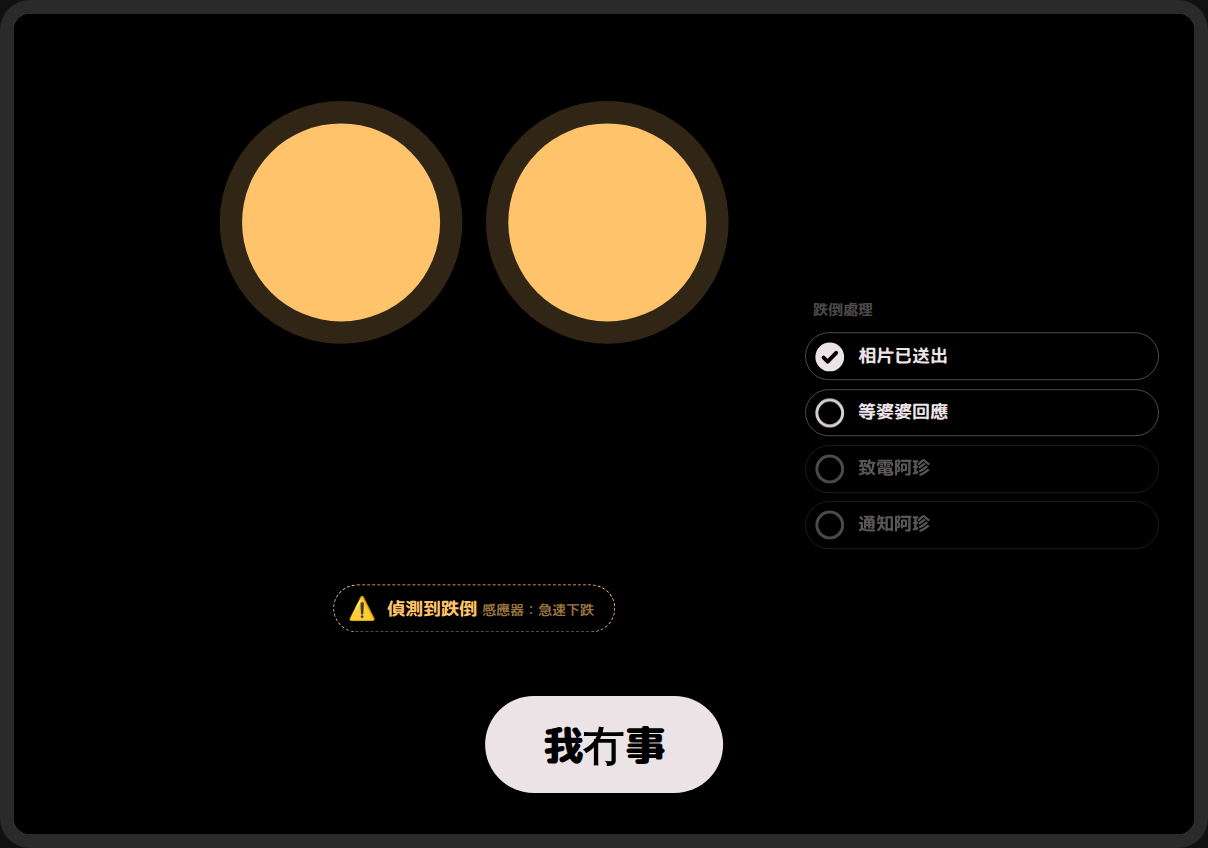 跌倒處理
相片已送出
等婆婆回應
致電阿珍
通知阿珍
偵測到跌倒 感應器：急速下跌
我冇事